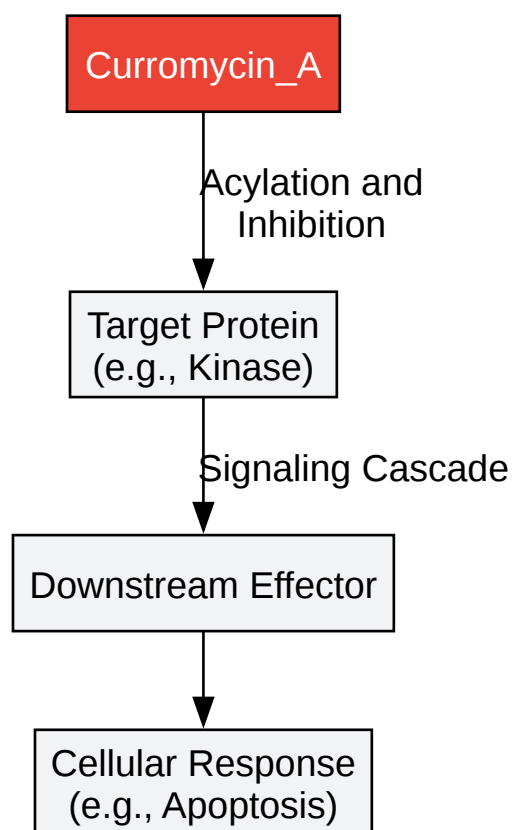 Curromycin_A
Acylation and
Inhibition
Target Protein
(e.g., Kinase)
Signaling Cascade
Downstream Effector
Cellular Response
(e.g., Apoptosis)